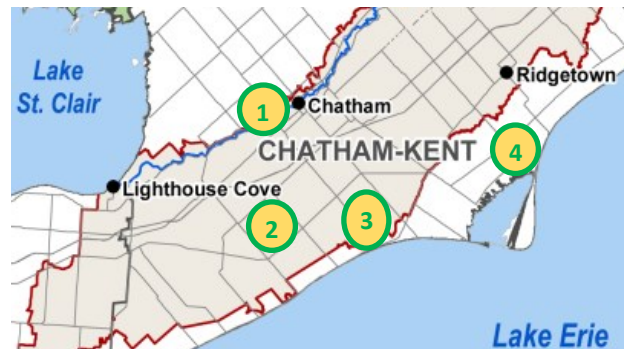 Lake
St. Clair
Ridgetown
1
Chatham
CHATHAM-KENT
4
Lighthouse Cove
2
3
Lake Erie